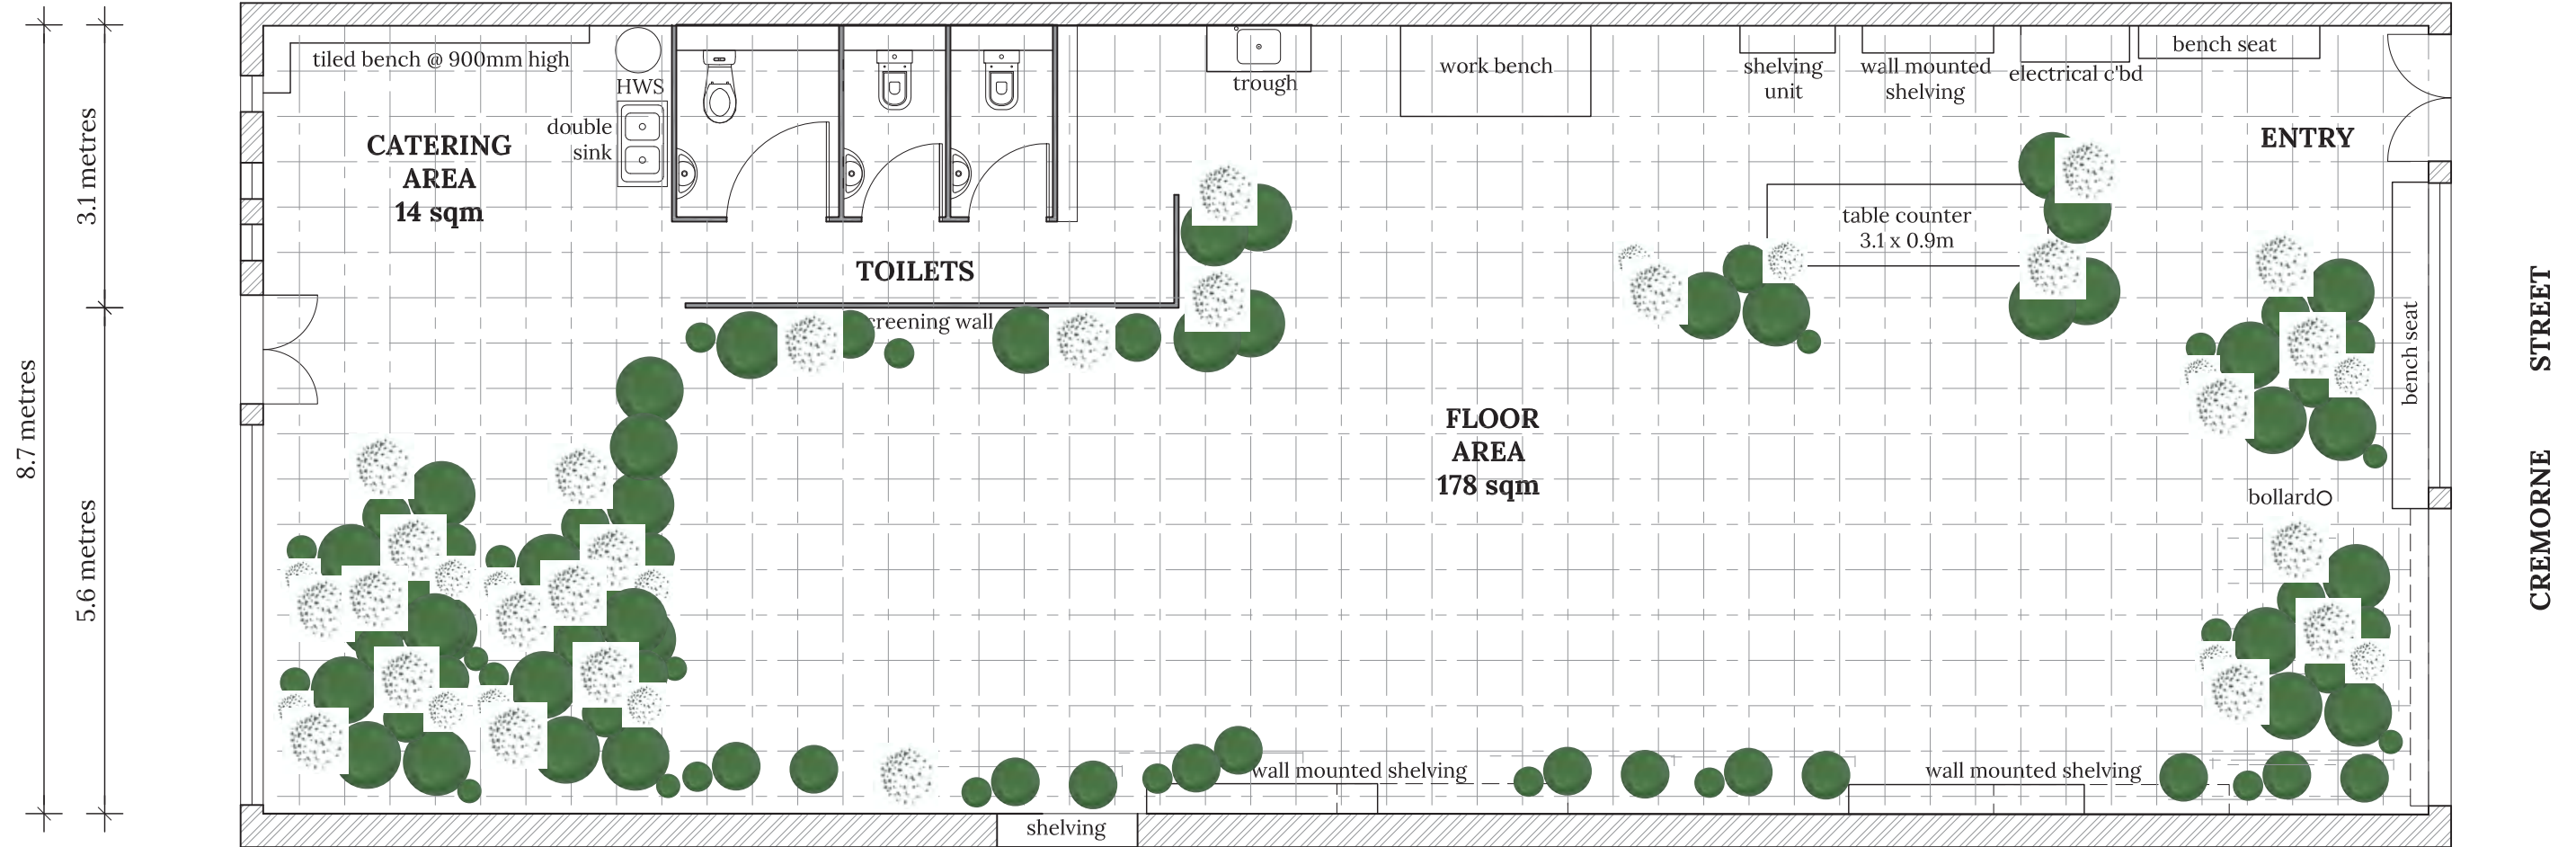 tiled bench @ 900mm high
HWS
double
sink
CATERING
AREA
14 sqm
trough
work bench
shelving
unit
wall mounted
shelving
electrical c'bd
bench seat
ENTRY
table counter
3.1 x 0.9m
TOILETS
creening wall
3.1 metres
8.7 metres
5.6 metres
FLOOR
AREA
178 sqm
bench seat
bollard
CREMORNE STREET
wall mounted shelving
wall mounted shelving
shelving